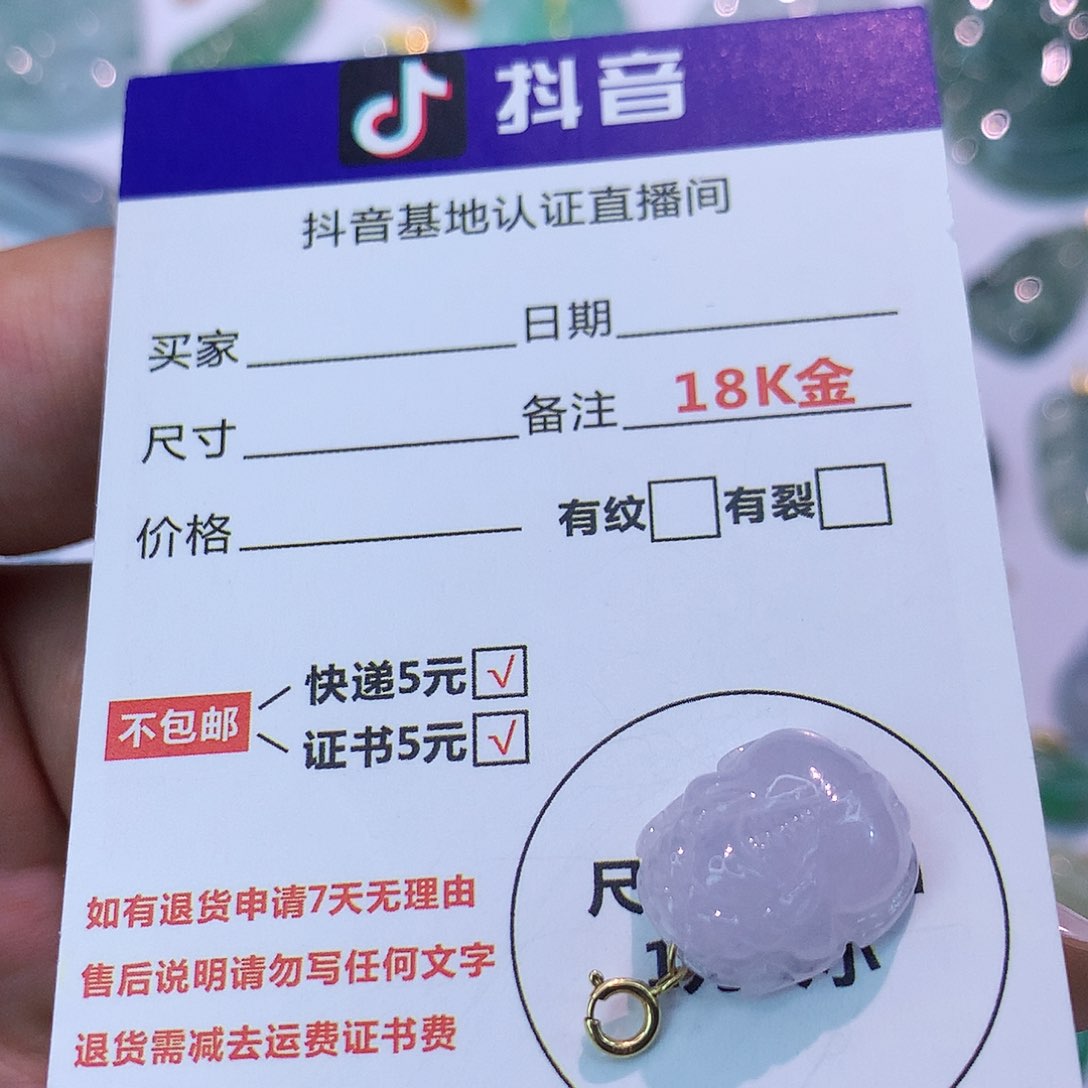 抖音
抖音基地认证直播间
买家 日期
尺寸 备注 18K金
价格 有纹 有裂
不包邮
快递5元 √
证书5元 √
如有退货申请7天无理由
售后说明请勿写任何文字
退货需减去运费证书费
尺